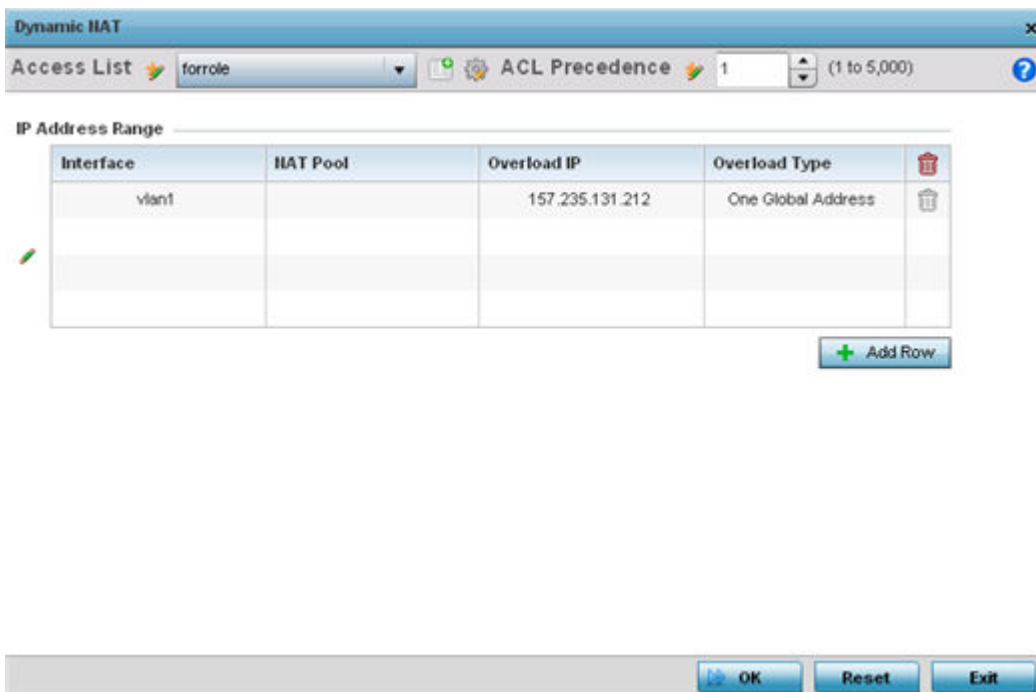 Dynamic NAT
Access List forrole ACL Precedence 1 (1 to 5,000)
IP Address Range
Interface NAT Pool Overload IP Overload Type
vlan1 157.235.131.212 One Global Address
Add Row
OK Reset Exit